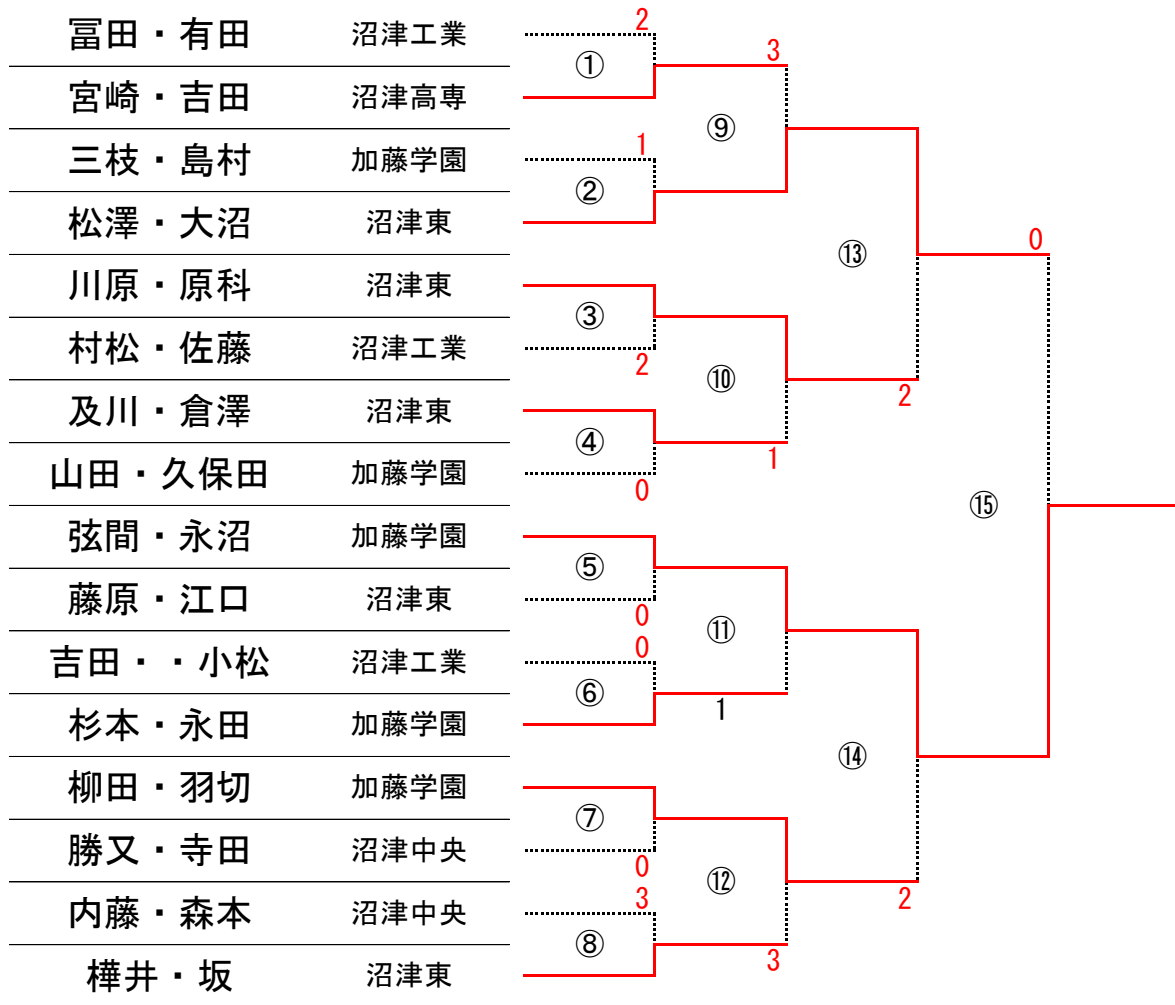 冨田・有田 沼津工業 2
① 3
宮崎・吉田 沼津高専
⑨
三枝・島村 加藤学園 1
②
松澤・大沼 沼津東
⑬ 0
川原・原科 沼津東
③
村松・佐藤 沼津工業 2
⑩ 2
及川・倉澤 沼津東
④ 1
山田・久保田 加藤学園 0
⑮
弦間・永沼 加藤学園
⑤
藤原・江口 沼津東 0
⑪
吉田・・小松 沼津工業 0
⑥ 1
杉本・永田 加藤学園
⑭
柳田・羽切 加藤学園
⑦
勝又・寺田 沼津中央 0
⑫ 2
内藤・森本 沼津中央 3
⑧ 3
樺井・坂 沼津東